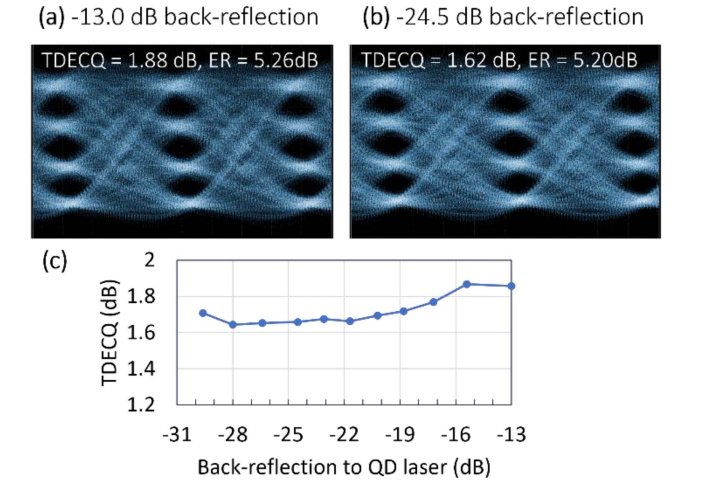 (a) -13.0 dB back-reflection
(b) -24.5 dB back-reflection
TDECQ = 1.88 dB, ER = 5.26dB
TDECQ = 1.62 dB, ER = 5.20dB
(c)
2
1.8
1.6
1.4
1.2
TDECQ (dB)
-31 -28 -25 -22 -19 -16 -13
Back-reflection to QD laser (dB)